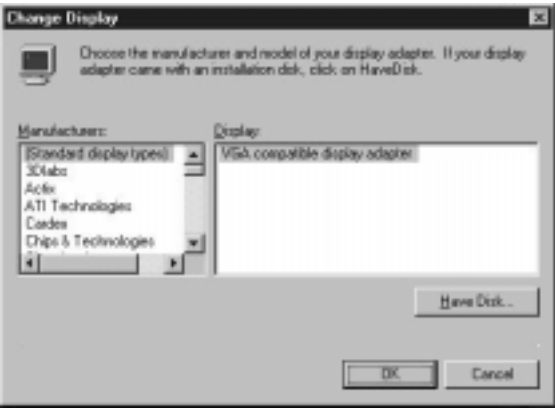 Change Display
Choose the manufacturer and model of your display adapter. If your display
adapter came with an installation disk, click on HaveDisk.
Manufacturers:
Display:
(Standard display types)
3Dlabs
Actix
ATI Technologies
Cardex
Chips & Technologies
VGA compatible display adapter
Have Disk...
OK
Cancel